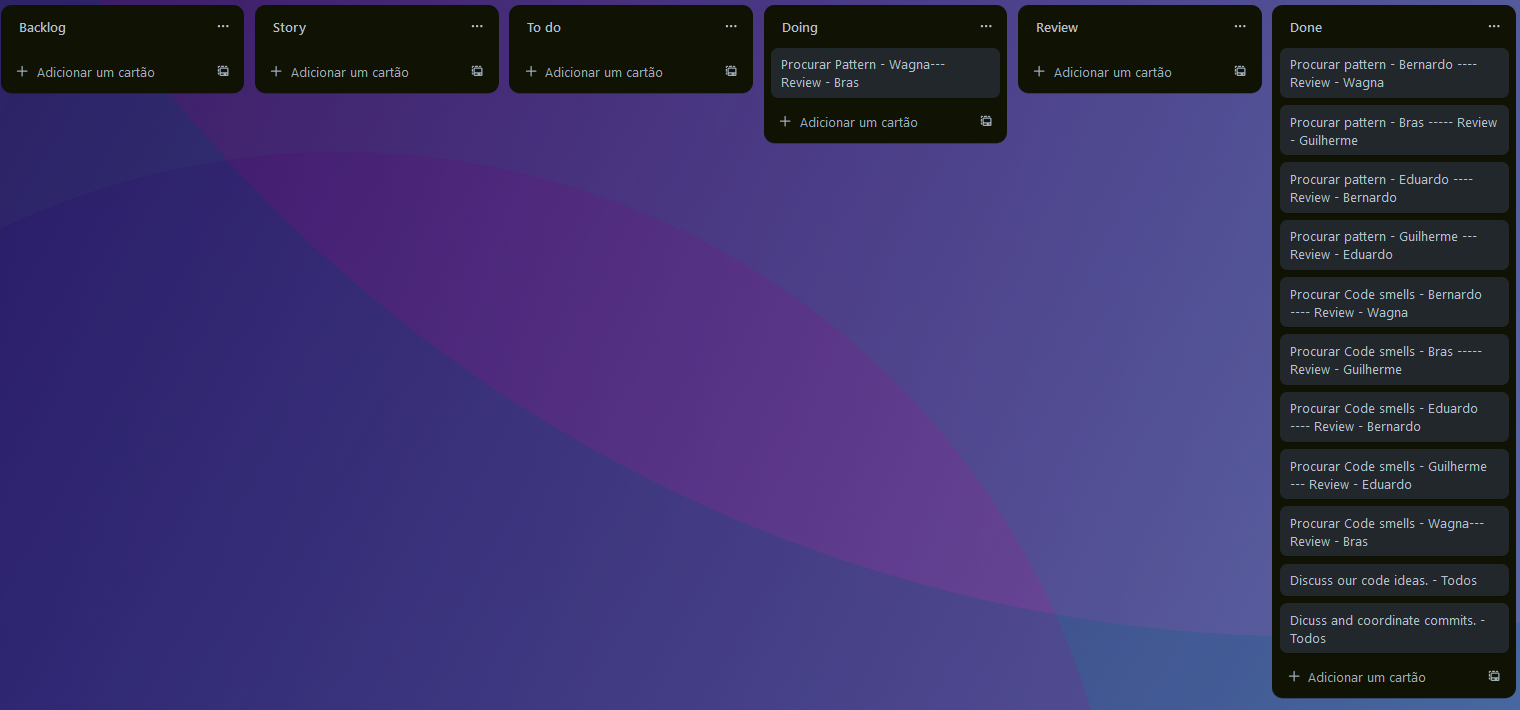 Backlog
Adicionar um cartão
Story
Adicionar um cartão
To do
Adicionar um cartão
Doing
Procurar Pattern - Wagna---
Review - Bras
Adicionar um cartão
Review
Adicionar um cartão
Done
Procurar pattern - Bernardo ----
Review - Wagna
Procurar pattern - Bras ----- Review
- Guilherme
Procurar pattern - Eduardo ----
Review - Bernardo
Procurar pattern - Guilherme ---
Review - Eduardo
Procurar Code smells - Bernardo
---- Review - Wagna
Procurar Code smells - Bras -----
Review - Guilherme
Procurar Code smells - Eduardo
---- Review - Bernardo
Procurar Code smells - Guilherme
--- Review - Eduardo
Procurar Code smells - Wagna---
Review - Bras
Discuss our code ideas. - Todos
Dicuss and coordinate commits. -
Todos
Adicionar um cartão